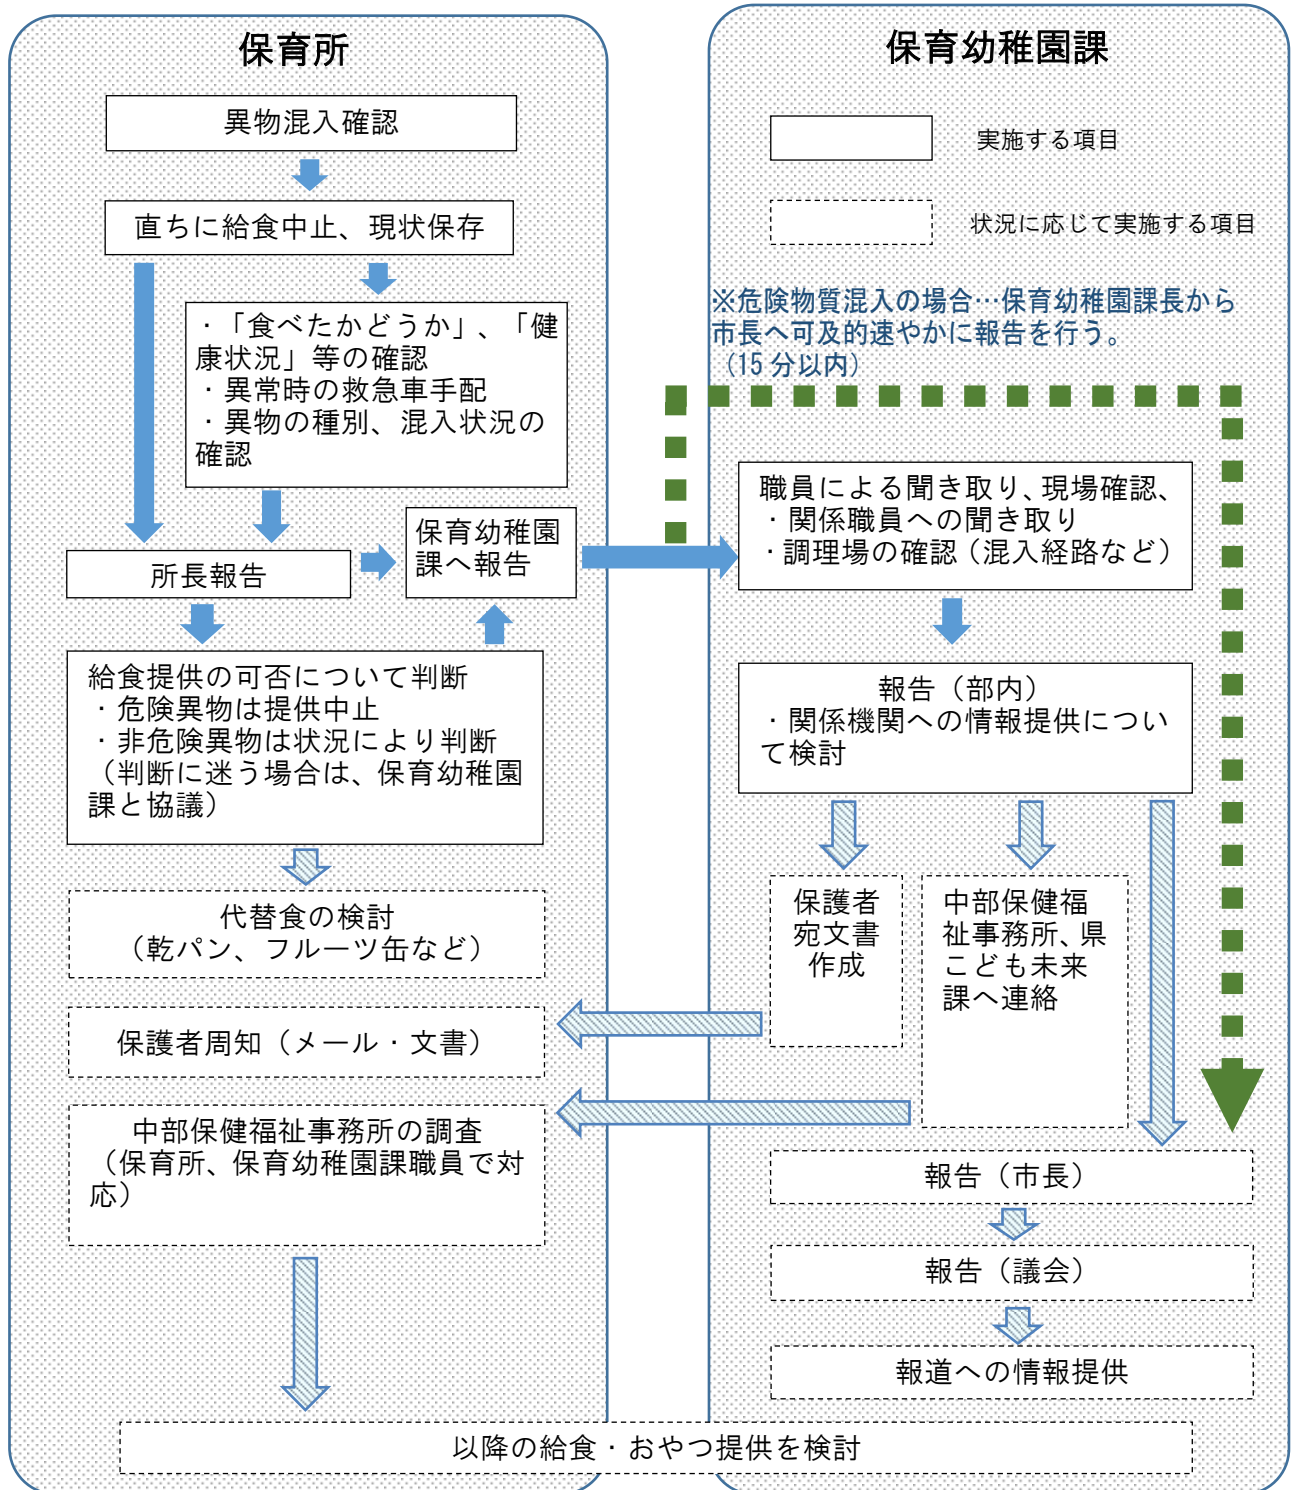 保育所
異物混入確認
直ちに給食中止、現状保存
・「食べたかどうか」、「健
康状況」等の確認
・異常時の救急車手配
・異物の種別、混入状況の
確認
所長報告
保育幼稚園
課へ報告
給食提供の可否について判断
・危険異物は提供中止
・非危険異物は状況により判断
（判断に迷う場合は、保育幼稚園
課と協議）
代替食の検討
（乾パン、フルーツ缶など）
保護者周知（メール・文書）
中部保健福祉事務所の調査
（保育所、保育幼稚園課職員で対
応）
保育幼稚園課
実施する項目
状況に応じて実施する項目
※危険物質混入の場合…保育幼稚園課長から
市長へ可及的速やかに報告を行う。
（15 分以内）
職員による聞き取り、現場確認、
・関係職員への聞き取り
・調理場の確認（混入経路など）
報告（部内）
・関係機関への情報提供につい
て検討
保護者
宛文書
作成
中部保健福
祉事務所、県
こども未来
課へ連絡
報告（市長）
報告（議会）
報道への情報提供
以降の給食・おやつ提供を検討